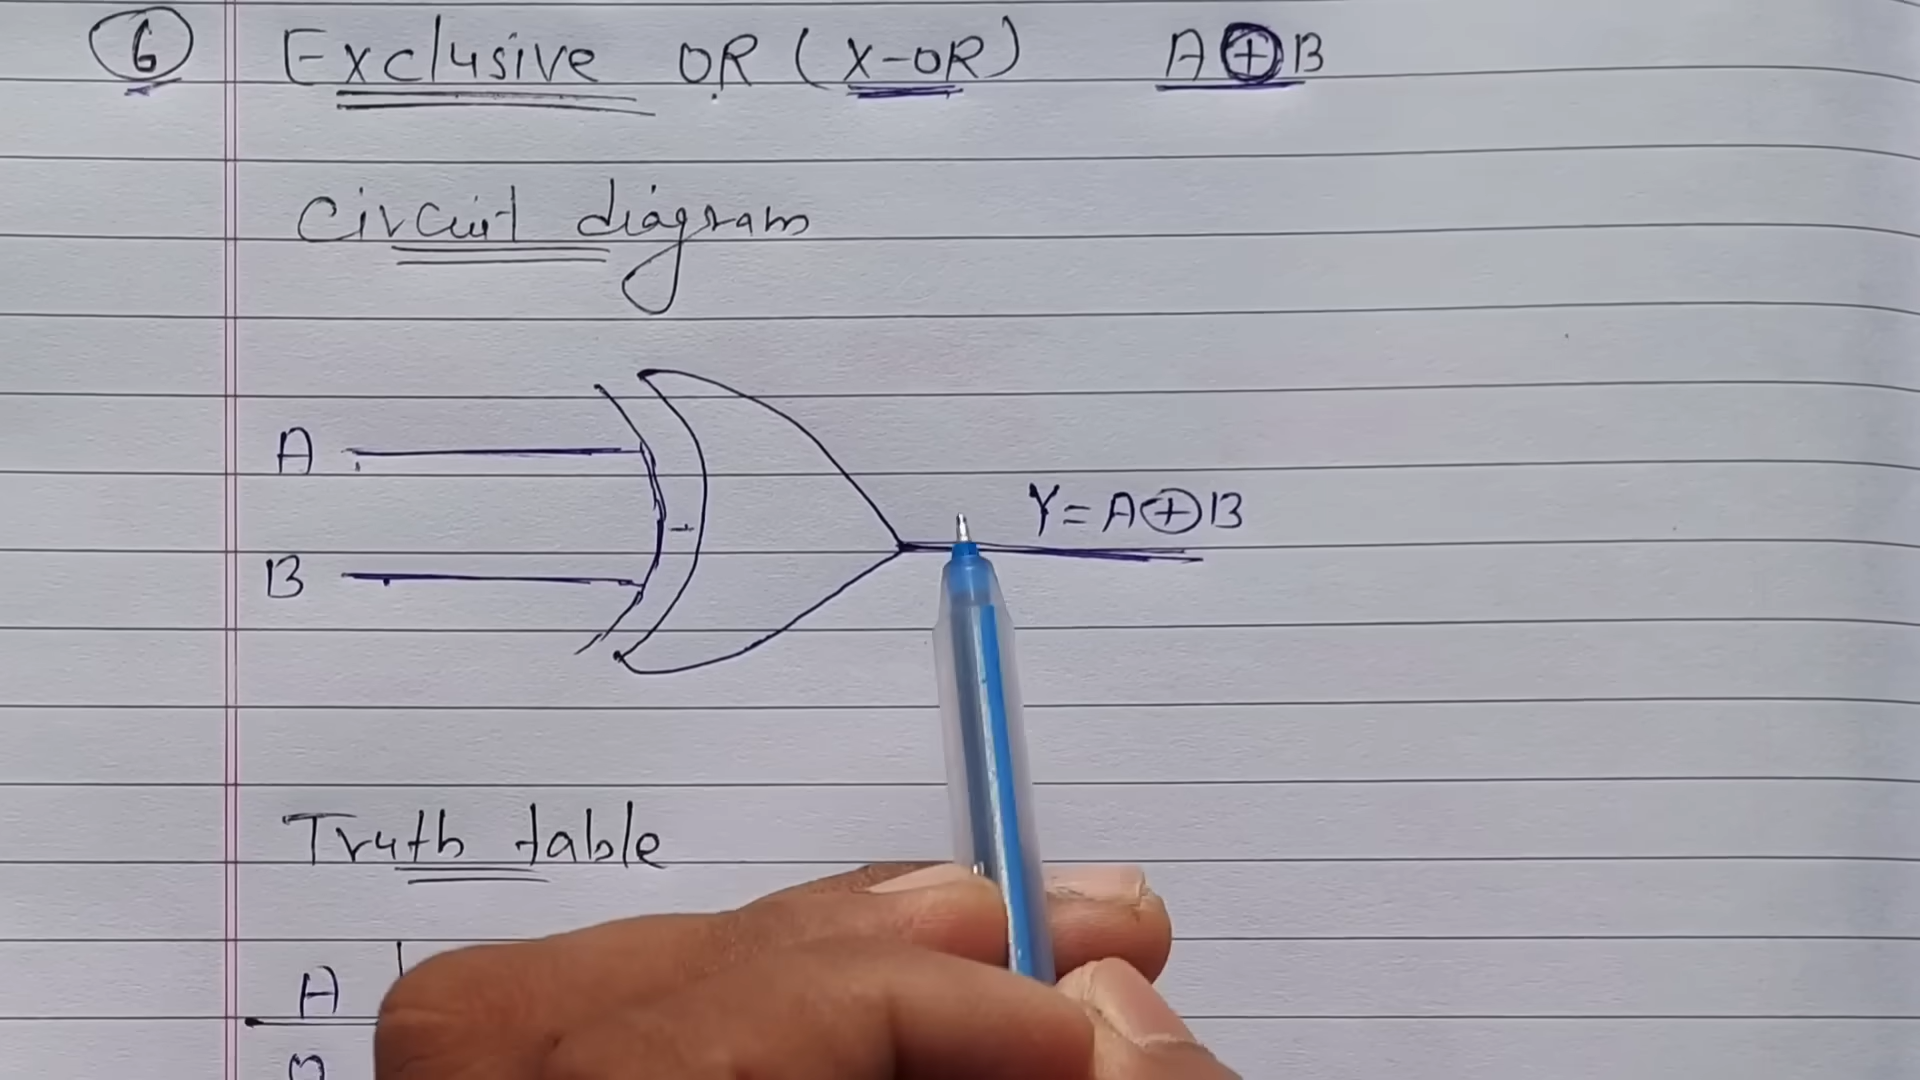 6 Exclusive OR (X-OR) A⊕B
Circuit diagram
A
Y = A⊕B
B
Truth table
A